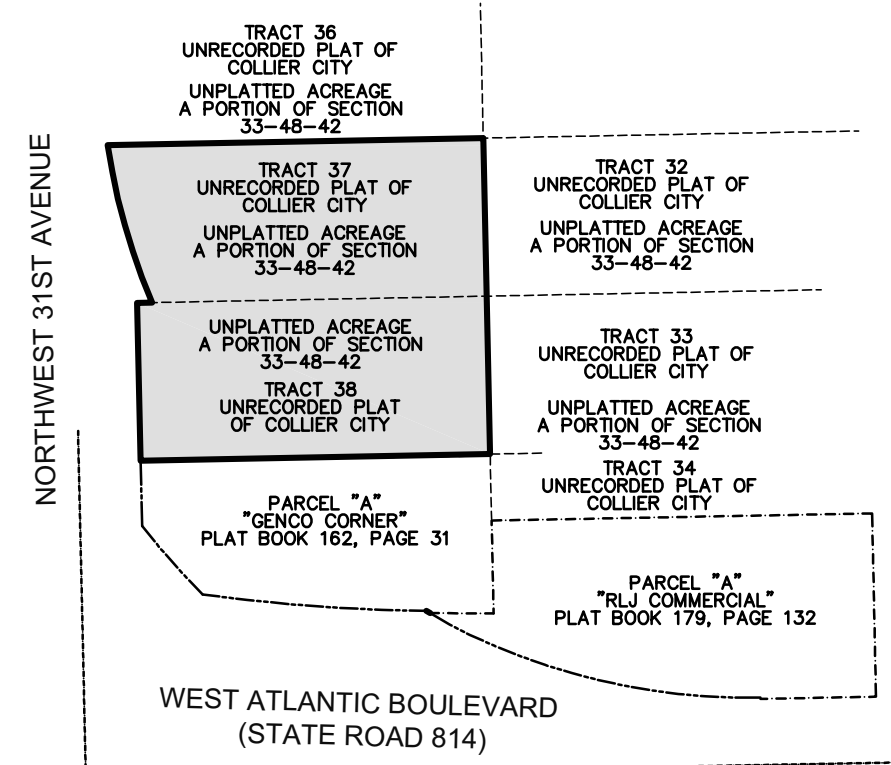 TRACT 36
UNRECORDED PLAT OF
COLLIER CITY
UNPLATTED ACREAGE
A PORTION OF SECTION
33-48-42
NORTHWEST 31ST AVENUE
TRACT 37
UNRECORDED PLAT OF
COLLIER CITY
UNPLATTED ACREAGE
A PORTION OF SECTION
33-48-42
TRACT 32
UNRECORDED PLAT OF
COLLIER CITY
UNPLATTED ACREAGE
A PORTION OF SECTION
33-48-42
UNPLATTED ACREAGE
A PORTION OF SECTION
33-48-42
TRACT 38
UNRECORDED PLAT
OF COLLIER CITY
TRACT 33
UNRECORDED PLAT OF
COLLIER CITY
UNPLATTED ACREAGE
A PORTION OF SECTION
33-48-42
TRACT 34
UNRECORDED PLAT OF
COLLIER CITY
PARCEL "A"
"GENCO CORNER"
PLAT BOOK 162, PAGE 31
PARCEL "A"
"RLJ COMMERCIAL"
PLAT BOOK 179, PAGE 132
WEST ATLANTIC BOULEVARD
(STATE ROAD 814)